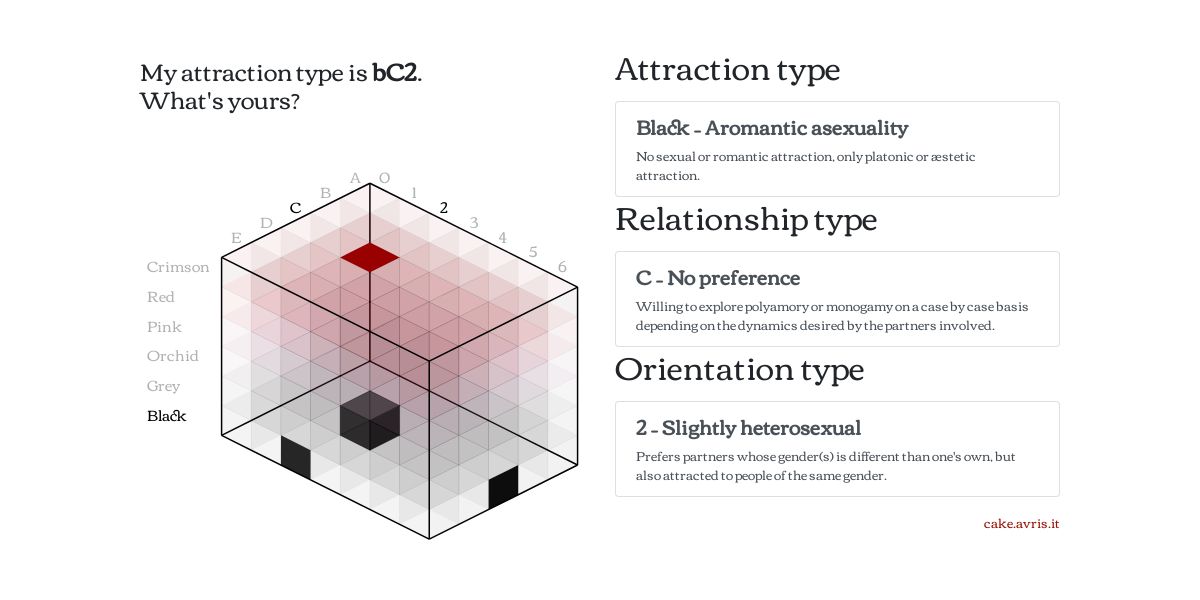 My attraction type is bC2.
What's yours?
A 0
B 1
C 2
D 3
E 4
5
6
Crimson
Red
Pink
Orchid
Grey
Black
Attraction type
Black – Aromantic asexuality
No sexual or romantic attraction, only platonic or æstetic
attraction.
Relationship type
C – No preference
Willing to explore polyamory or monogamy on a case by case basis
depending on the dynamics desired by the partners involved.
Orientation type
2 – Slightly heterosexual
Prefers partners whose gender(s) is different than one's own, but
also attracted to people of the same gender.
cake.avris.it